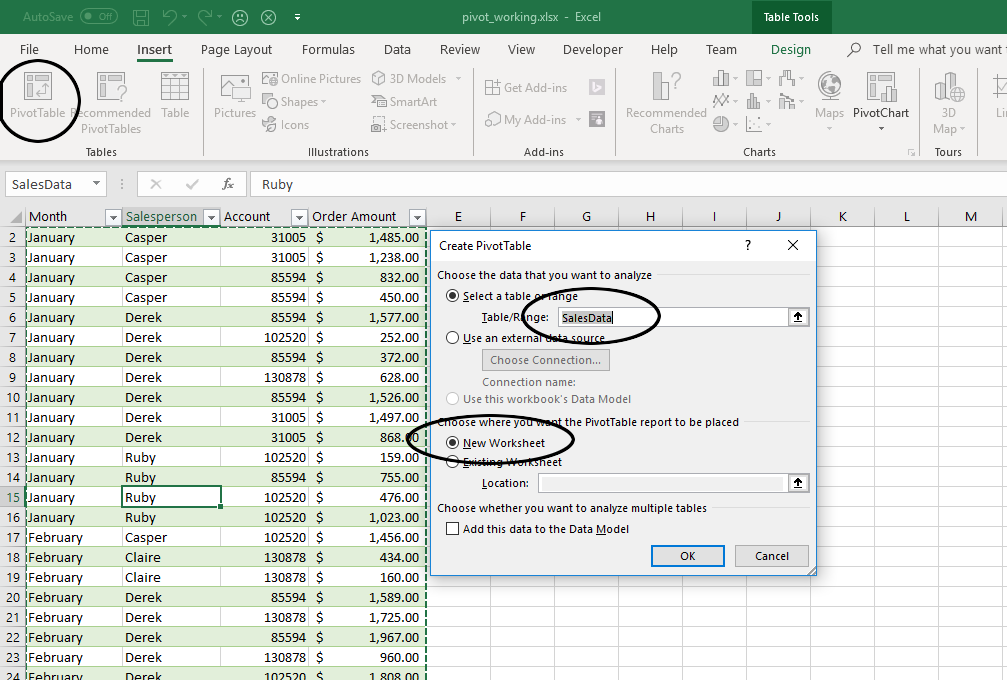 AutoSave Off pivot_working.xlsx - Excel Table Tools
File Home Insert Page Layout Formulas Data Review View Developer Help Team Design Tell me what you want
PivotTable Recommended PivotTables Table Pictures Online Pictures Shapes Icons 3D Models SmartArt Screenshot Get Add-ins My Add-ins Recommended Charts Maps PivotChart 3D Map
Tables Illustrations Add-ins Charts Tours
SalesData fx Ruby
Month Salesperson Account Order Amount E F G H I J K L M
2 January Casper 31005 $ 1,485.00
3 January Casper 31005 $ 1,238.00
4 January Casper 85594 $ 832.00
5 January Casper 85594 $ 450.00
6 January Derek 85594 $ 1,577.00
7 January Derek 102520 $ 252.00
8 January Derek 85594 $ 372.00
9 January Derek 130878 $ 628.00
10 January Derek 85594 $ 1,526.00
11 January Derek 31005 $ 1,497.00
12 January Derek 31005 $ 868.00
13 January Ruby 102520 $ 159.00
14 January Ruby 85594 $ 755.00
15 January Ruby 102520 $ 476.00
16 January Ruby 102520 $ 1,023.00
17 February Casper 102520 $ 1,456.00
18 February Claire 130878 $ 434.00
19 February Claire 130878 $ 160.00
20 February Derek 85594 $ 1,589.00
21 February Derek 130878 $ 1,725.00
22 February Derek 85594 $ 1,967.00
23 February Derek 130878 $ 960.00
24 February Derek 102520 $ 1,808.00
Create PivotTable ?
Choose the data that you want to analyze
Select a table or range
Table/Range: SalesData
Use an external data source
Choose Connection...
Connection name:
Use this workbook's Data Model
Choose where you want the PivotTable report to be placed
New Worksheet
Existing Worksheet
Location:
Choose whether you want to analyze multiple tables
Add this data to the Data Model
OK Cancel